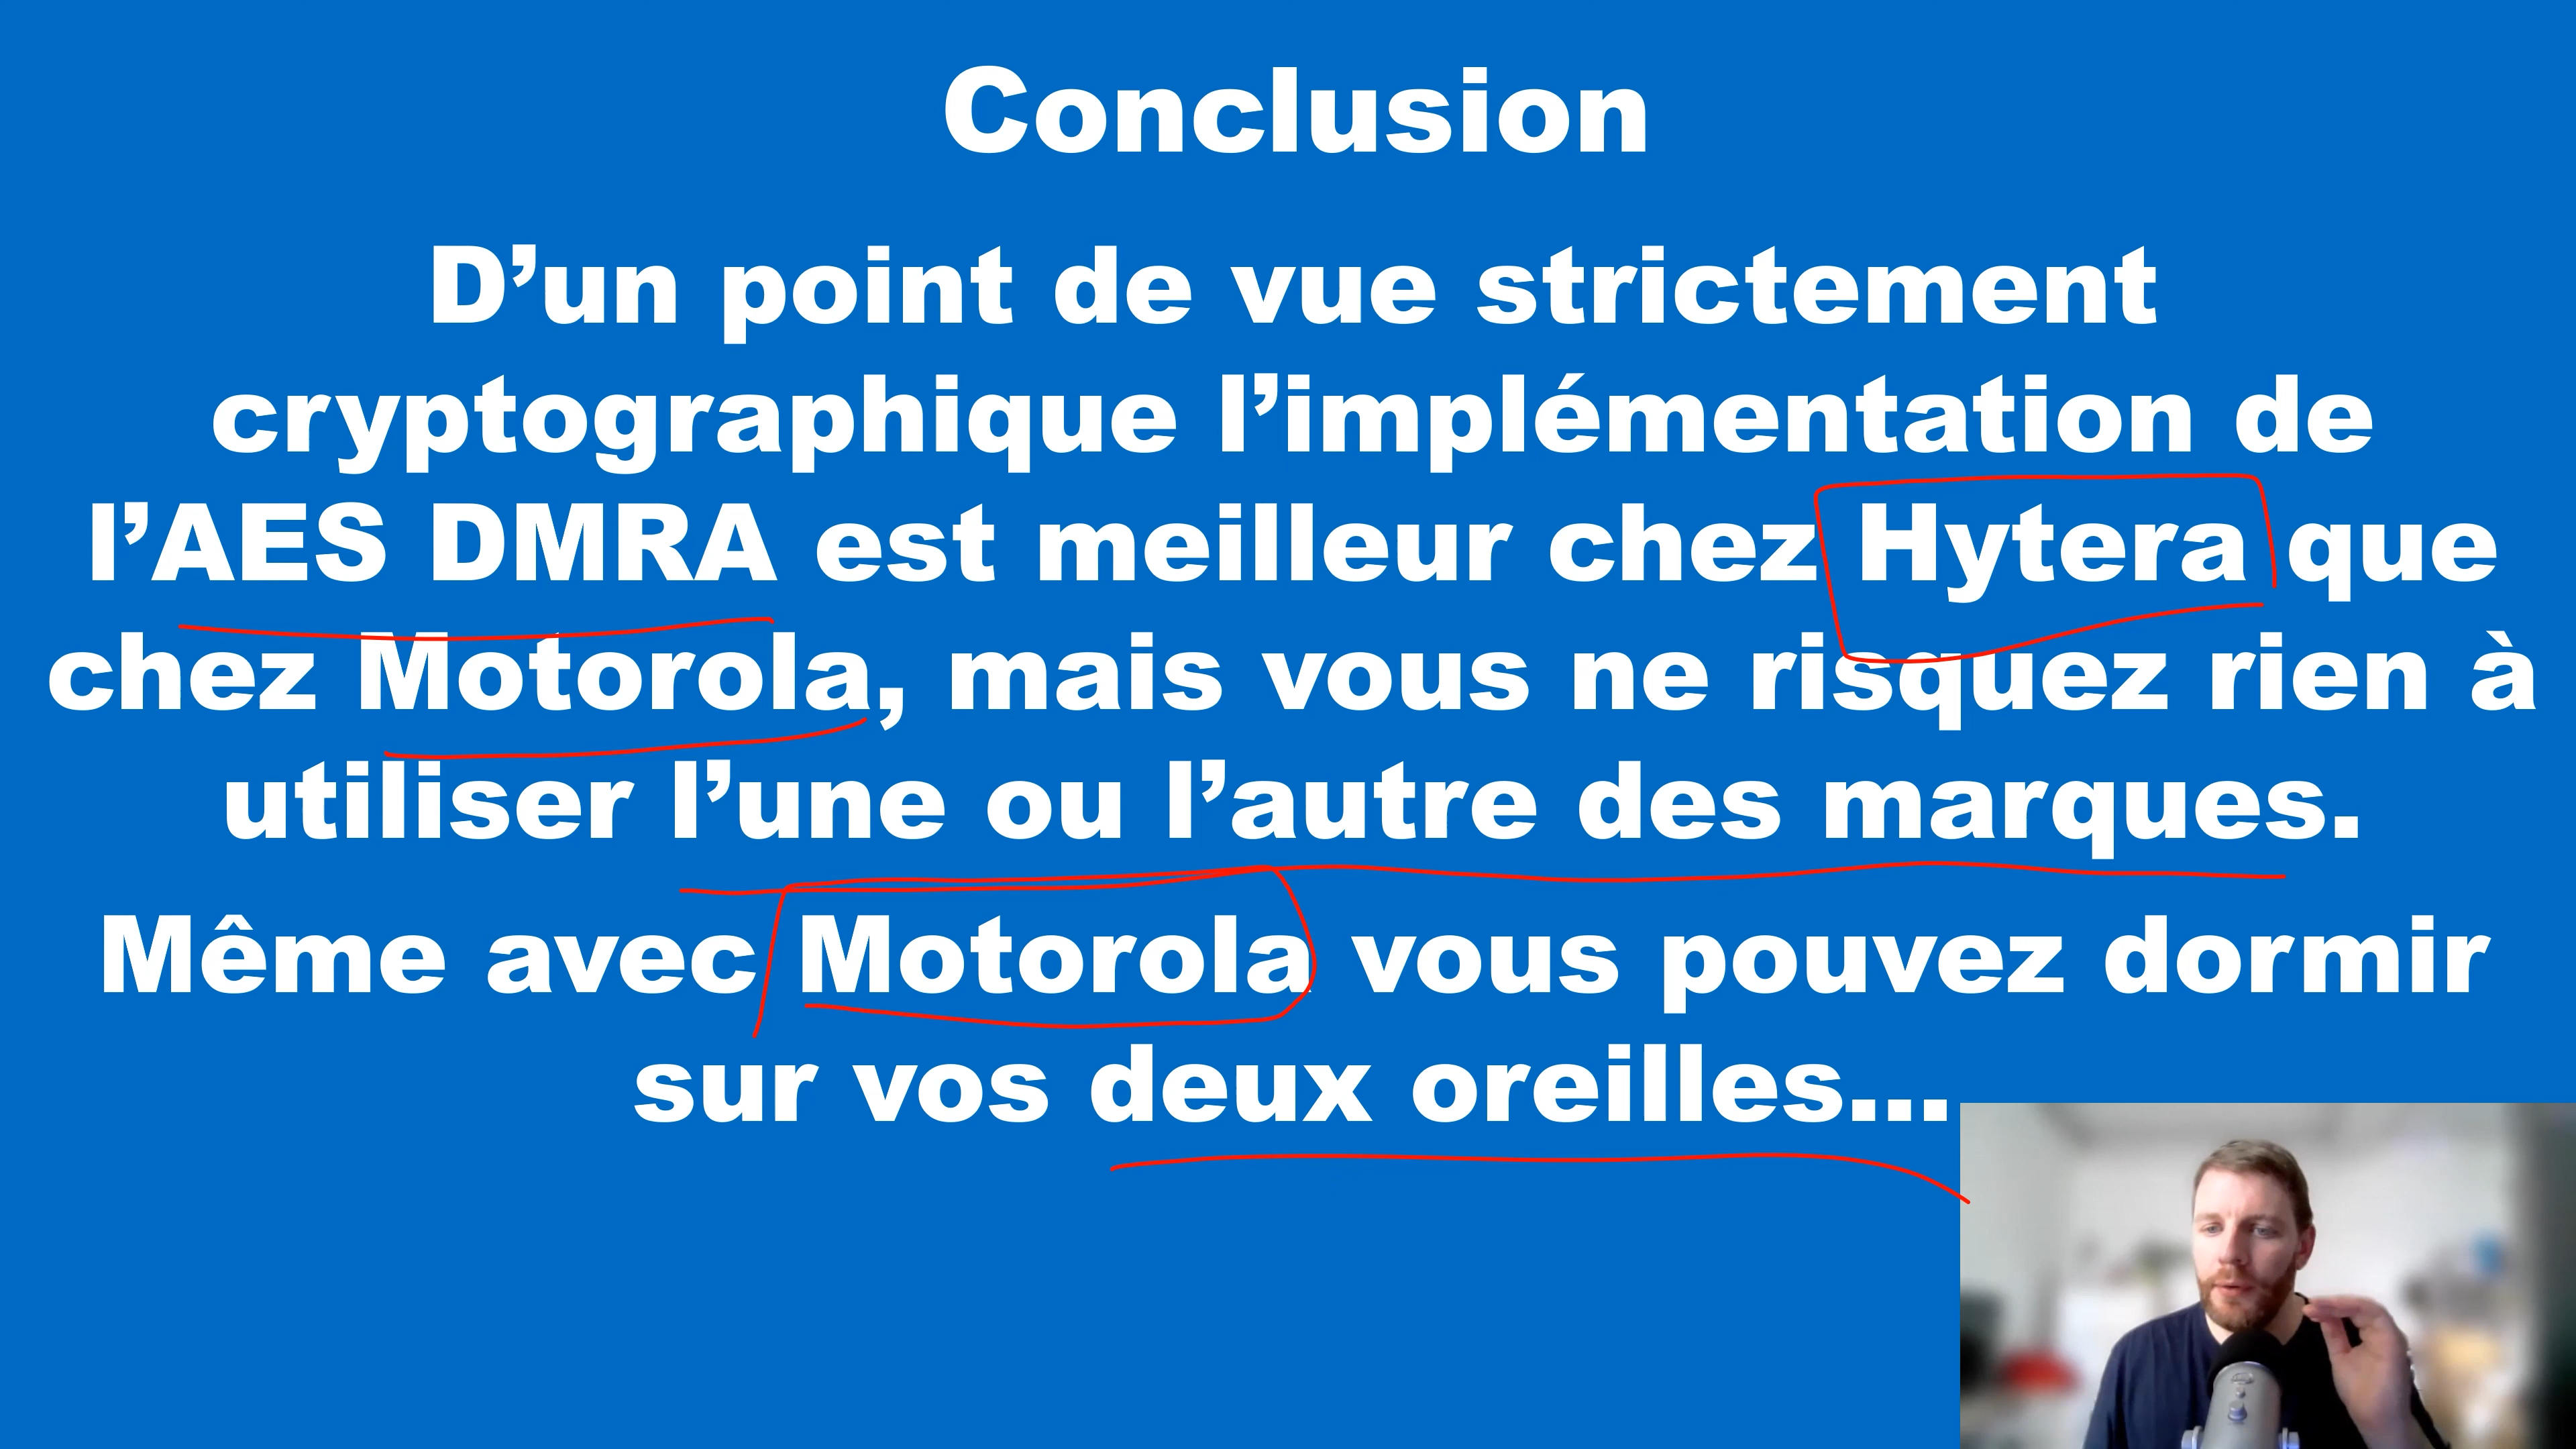 Conclusion
D’un point de vue strictement
cryptographique l’implémentation de
l’AES DMRA est meilleur chez Hytera que
chez Motorola, mais vous ne risquez rien à
utiliser l’une ou l’autre des marques.
Même avec Motorola vous pouvez dormir
sur vos deux oreilles...